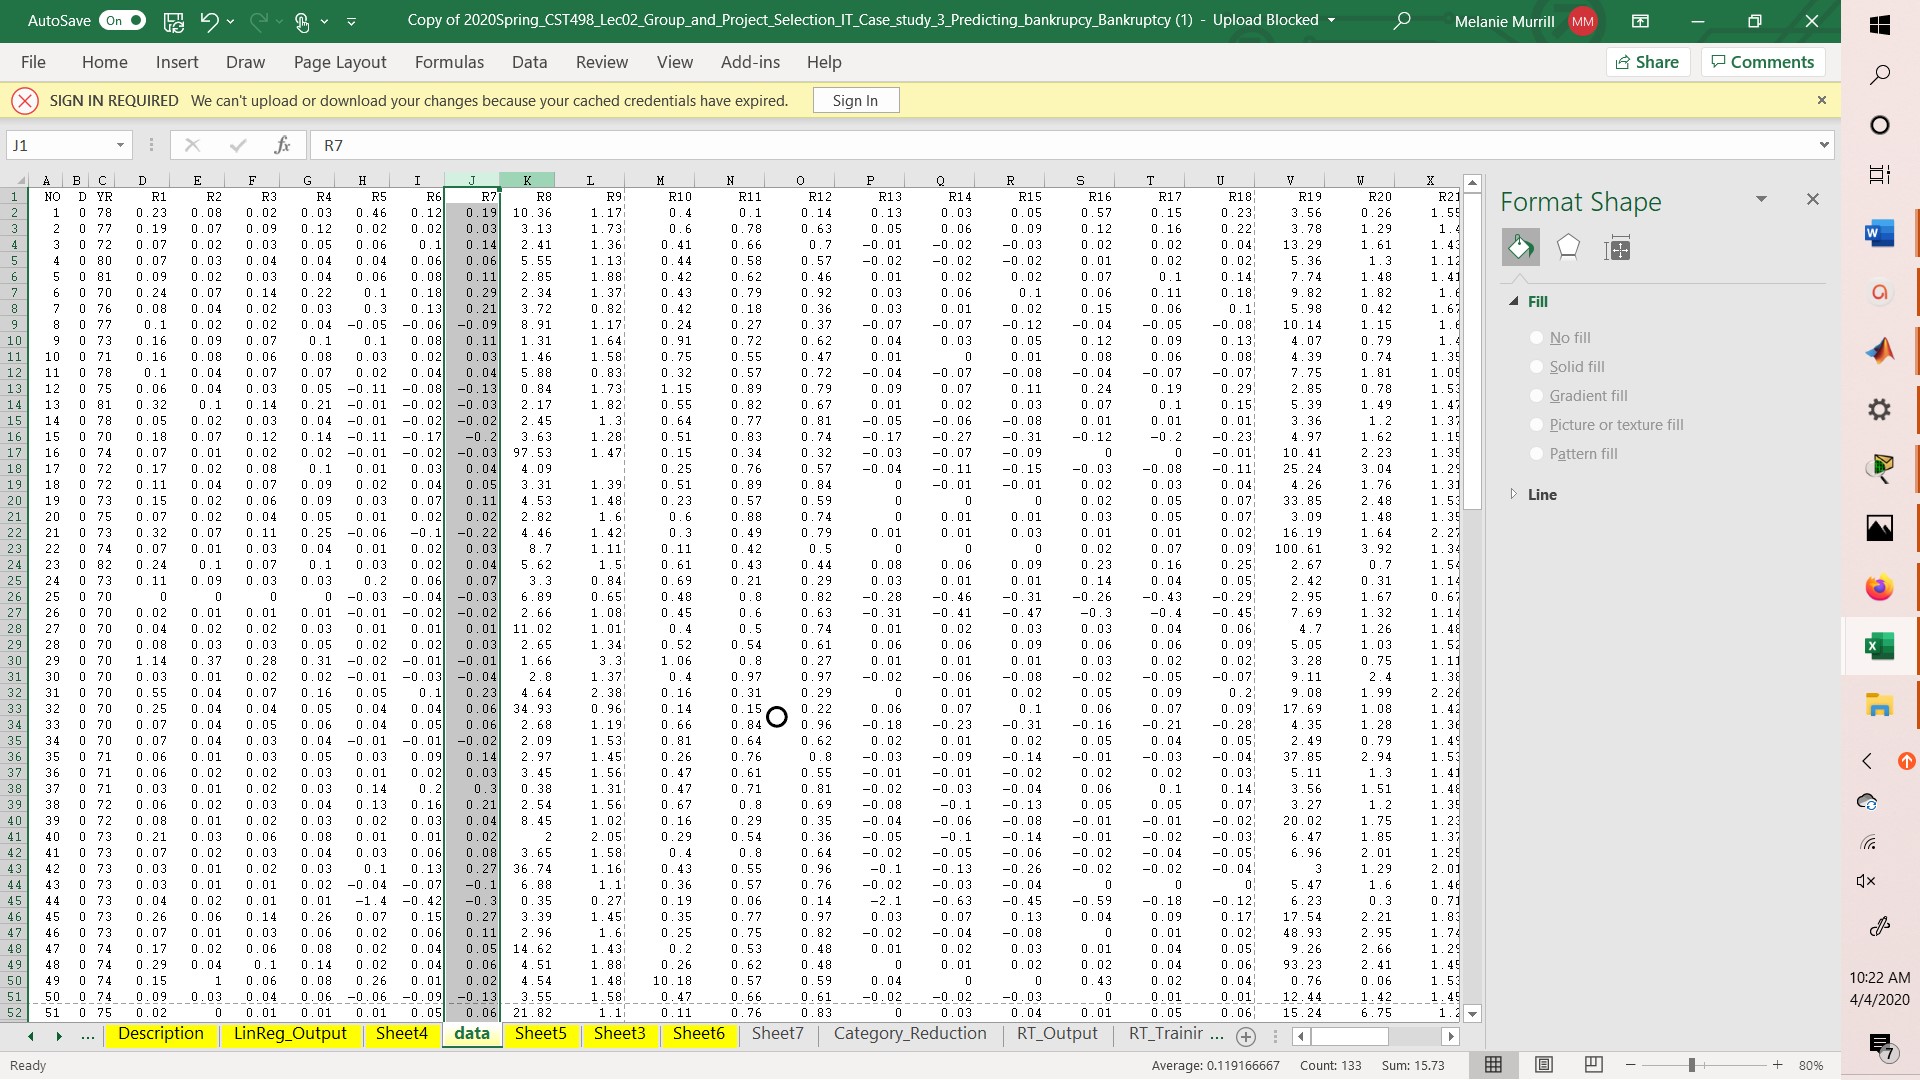 AutoSave On Copy of 2020Spring_CST498_Lec02_Group_and_Project_Selection_IT_Case_study_3_Predicting_bankrupcy_Bankruptcy (1) - Upload Blocked Melanie Murrill MM
File Home Insert Draw Page Layout Formulas Data Review View Add-ins Help Share Comments
SIGN IN REQUIRED We can't upload or download your changes because your cached credentials have expired. Sign In
J1 fx R7
A B C D E F G H I J K L M N O P Q R S T U V W X
1 NO D YR R1 R2 R3 R4 R5 R6 R7 R8 R9 R10 R11 R12 R13 R14 R15 R16 R17 R18 R19 R20 R21
2 1 0 78 0.23 0.08 0.02 0.03 0.46 0.12 0.19 10.36 1.17 0.4 0.1 0.14 0.13 0.03 0.05 0.57 0.15 0.23 3.56 0.26 1.55
3 2 0 77 0.19 0.07 0.09 0.12 0.02 0.02 0.03 3.13 1.73 0.6 0.78 0.63 0.05 0.06 0.09 0.12 0.16 0.22 3.78 1.29 1.4
4 3 0 72 0.07 0.02 0.03 0.05 0.06 0.1 0.14 2.41 1.36 0.41 0.66 0.7 -0.01 -0.02 -0.03 0.02 0.02 0.04 13.29 1.61 1.43
5 4 0 80 0.07 0.03 0.04 0.04 0.04 0.06 0.06 5.55 1.13 0.44 0.58 0.57 -0.02 -0.02 -0.02 0.01 0.02 0.02 5.36 1.3 1.12
6 5 0 81 0.09 0.02 0.03 0.04 0.06 0.08 0.11 2.85 1.88 0.42 0.62 0.46 0.01 0.02 0.02 0.07 0.1 0.14 7.74 1.48 1.41
7 6 0 70 0.24 0.07 0.14 0.22 0.1 0.18 0.29 2.34 1.37 0.43 0.79 0.92 0.03 0.06 0.1 0.06 0.11 0.18 9.82 1.82 1.6
8 7 0 76 0.08 0.04 0.02 0.03 0.3 0.13 0.21 3.72 0.82 0.42 0.18 0.36 0.03 0.01 0.02 0.15 0.06 0.1 5.98 0.42 1.67
9 8 0 77 0.1 0.02 0.02 0.04 -0.05 -0.06 -0.09 8.91 1.17 0.24 0.27 0.37 -0.07 -0.07 -0.12 -0.04 -0.05 -0.08 10.14 1.15 1.6
10 9 0 73 0.16 0.09 0.07 0.1 0.1 0.08 0.11 1.31 1.64 0.91 0.72 0.62 0.04 0.03 0.05 0.12 0.09 0.13 4.07 0.79 1.4
11 10 0 71 0.16 0.08 0.06 0.08 0.03 0.02 0.03 1.46 1.58 0.75 0.55 0.47 0.01 0 0.01 0.08 0.06 0.08 4.39 0.74 1.35
12 11 0 78 0.1 0.04 0.07 0.07 0.02 0.04 0.04 5.88 0.83 0.32 0.57 0.72 -0.04 -0.07 -0.08 -0.04 -0.07 -0.07 7.75 1.81 1.05
13 12 0 75 0.06 0.04 0.03 0.05 -0.11 -0.08 -0.13 0.84 1.73 1.15 0.89 0.79 0.09 0.07 0.11 0.24 0.19 0.29 2.85 0.78 1.53
14 13 0 81 0.32 0.1 0.14 0.21 -0.01 -0.02 -0.03 2.17 1.82 0.55 0.82 0.67 0.01 0.02 0.03 0.07 0.1 0.15 5.39 1.49 1.47
15 14 0 78 0.05 0.02 0.03 0.04 -0.01 -0.02 -0.02 2.45 1.3 0.64 0.77 0.81 -0.05 -0.06 -0.08 0.01 0.01 0.01 3.36 1.2 1.37
16 15 0 70 0.18 0.07 0.12 0.14 -0.11 -0.17 -0.2 3.63 1.28 0.51 0.83 0.74 -0.17 -0.27 -0.31 -0.12 -0.2 -0.23 4.97 1.62 1.15
17 16 0 74 0.07 0.01 0.02 0.02 -0.01 -0.02 -0.03 97.53 1.47 0.15 0.34 0.32 -0.03 -0.07 -0.09 0 0 -0.01 10.41 2.23 1.35
18 17 0 72 0.17 0.02 0.08 0.1 0.01 0.03 0.04 4.09 0.25 0.76 0.57 -0.04 -0.11 -0.15 -0.03 -0.08 -0.11 25.24 3.04 1.29
19 18 0 72 0.11 0.04 0.07 0.09 0.02 0.04 0.05 3.31 1.39 0.51 0.89 0.84 0 -0.01 -0.01 0.02 0.03 0.04 4.26 1.76 1.31
20 19 0 73 0.15 0.02 0.06 0.09 0.03 0.07 0.11 4.53 1.48 0.23 0.57 0.59 0 0 0 0.02 0.05 0.07 33.85 2.48 1.53
21 20 0 75 0.07 0.02 0.04 0.05 0.01 0.02 0.02 2.82 1.6 0.6 0.88 0.74 0 0.01 0.01 0.03 0.05 0.07 3.09 1.48 1.35
22 21 0 73 0.32 0.07 0.11 0.25 -0.06 -0.1 -0.22 4.46 1.42 0.3 0.49 0.79 0.01 0.01 0.03 0.01 0.01 0.02 16.19 1.64 2.27
23 22 0 74 0.07 0.01 0.03 0.04 0.01 0.02 0.03 8.7 1.11 0.11 0.42 0.5 0 0 0 0.02 0.07 0.09 100.61 3.92 1.34
24 23 0 82 0.24 0.1 0.07 0.1 0.03 0.02 0.04 5.62 1.5 0.61 0.43 0.44 0.08 0.06 0.09 0.23 0.16 0.25 2.67 0.7 1.54
25 24 0 73 0.11 0.09 0.03 0.03 0.2 0.06 0.07 3.3 0.84 0.69 0.21 0.29 0.03 0.01 0.01 0.14 0.04 0.05 2.42 0.31 1.14
26 25 0 70 0 0 0 0 -0.03 -0.04 -0.03 6.89 0.65 0.48 0.8 0.82 -0.28 -0.46 -0.31 -0.26 -0.43 -0.29 2.95 1.67 0.67
27 26 0 70 0.02 0.01 0.01 0.01 -0.01 -0.02 -0.02 2.66 1.08 0.45 0.6 0.63 -0.31 -0.41 -0.47 -0.3 -0.4 -0.45 7.69 1.32 1.14
28 27 0 70 0.04 0.02 0.02 0.03 0.01 0.01 0.01 11.02 1.01 0.4 0.5 0.74 0.01 0.02 0.03 0.03 0.04 0.06 4.7 1.26 1.48
29 28 0 70 0.08 0.03 0.03 0.05 0.02 0.02 0.03 2.65 1.34 0.52 0.54 0.61 0.06 0.06 0.09 0.06 0.06 0.09 5.05 1.03 1.52
30 29 0 70 1.14 0.37 0.28 0.31 -0.02 -0.01 -0.01 1.66 3.3 1.06 0.8 0.27 0.01 0.01 0.01 0.03 0.02 0.02 3.28 0.75 1.11
31 30 0 70 0.03 0.01 0.02 0.02 -0.01 -0.03 -0.04 2.8 1.37 0.4 0.97 0.97 -0.02 -0.06 -0.08 -0.02 -0.05 -0.07 9.11 2.4 1.38
32 31 0 70 0.55 0.04 0.07 0.16 0.05 0.1 0.23 4.64 2.38 0.16 0.31 0.29 0 0.01 0.02 0.05 0.09 0.2 9.08 1.99 2.26
33 32 0 70 0.25 0.04 0.04 0.05 0.04 0.04 0.06 34.93 0.96 0.14 0.15 0.22 0.06 0.07 0.1 0.06 0.07 0.09 17.69 1.08 1.42
34 33 0 70 0.07 0.04 0.05 0.06 0.04 0.05 0.06 2.68 1.19 0.66 0.84 0.96 -0.18 -0.23 -0.31 -0.16 -0.21 -0.28 4.35 1.28 1.36
35 34 0 70 0.07 0.04 0.03 0.04 -0.01 -0.01 -0.02 2.09 1.53 0.81 0.64 0.62 0.02 0.01 0.02 0.05 0.04 0.05 2.49 0.79 1.49
36 35 0 71 0.06 0.01 0.03 0.05 0.03 0.09 0.14 2.97 1.45 0.26 0.76 0.8 -0.03 -0.09 -0.14 -0.01 -0.03 -0.04 37.85 2.94 1.53
37 36 0 71 0.06 0.02 0.02 0.03 0.01 0.02 0.03 3.45 1.56 0.47 0.61 0.55 -0.01 -0.01 -0.02 0.02 0.02 0.03 5.11 1.3 1.41
38 37 0 71 0.03 0.01 0.02 0.03 0.14 0.2 0.3 0.38 1.31 0.47 0.71 0.81 -0.02 -0.03 -0.04 0.06 0.1 0.14 3.56 1.51 1.48
39 38 0 72 0.06 0.02 0.03 0.04 0.13 0.16 0.21 2.54 1.56 0.67 0.8 0.69 -0.08 -0.1 -0.13 0.05 0.05 0.07 3.27 1.2 1.35
40 39 0 72 0.08 0.01 0.02 0.03 0.02 0.03 0.04 8.45 1.02 0.16 0.29 0.35 -0.04 -0.06 -0.08 -0.01 -0.01 -0.02 20.02 1.75 1.23
41 40 0 73 0.21 0.03 0.06 0.08 0.01 0.01 0.02 2 2.05 0.29 0.54 0.36 -0.05 -0.1 -0.14 -0.01 -0.02 -0.03 6.47 1.85 1.37
42 41 0 73 0.07 0.02 0.03 0.04 0.03 0.06 0.08 3.65 1.58 0.4 0.8 0.64 -0.02 -0.05 -0.06 -0.02 -0.04 -0.05 6.96 2.01 1.25
43 42 0 73 0.03 0.01 0.02 0.03 0.1 0.13 0.27 36.74 1.16 0.43 0.55 0.96 -0.1 -0.13 -0.26 -0.02 -0.02 -0.04 3 1.29 2.01
44 43 0 73 0.03 0.01 0.01 0.02 -0.04 -0.07 -0.1 6.88 1.1 0.36 0.57 0.76 -0.02 -0.03 -0.04 0 0 0 5.47 1.6 1.46
45 44 0 73 0.04 0.02 0.01 0.01 -1.4 -0.42 -0.3 0.35 0.27 0.19 0.06 0.14 -2.1 -0.63 -0.45 -0.59 -0.18 -0.12 6.23 0.3 0.71
46 45 0 73 0.26 0.06 0.14 0.26 0.07 0.15 0.27 3.39 1.45 0.35 0.77 0.97 0.03 0.07 0.13 0.04 0.09 0.17 17.54 2.21 1.83
47 46 0 73 0.07 0.01 0.03 0.06 0.02 0.06 0.11 2.96 1.6 0.25 0.75 0.82 -0.02 -0.04 -0.08 0 0.01 0.02 48.93 2.95 1.74
48 47 0 74 0.17 0.02 0.06 0.08 0.02 0.04 0.05 14.62 1.43 0.2 0.53 0.48 0.01 0.02 0.03 0.01 0.04 0.05 9.26 2.66 1.29
49 48 0 74 0.29 0.04 0.1 0.14 0.02 0.04 0.06 4.51 1.88 0.26 0.62 0.48 0 0.01 0.02 0.02 0.04 0.06 93.23 2.41 1.45
50 49 0 74 0.15 1 0.06 0.08 0.26 0.01 0.02 4.54 1.48 10.18 0.57 0.59 0.04 0 0 0.43 0.02 0.04 0.76 0.06 1.53
51 50 0 74 0.09 0.03 0.04 0.06 -0.06 -0.09 -0.13 3.55 1.58 0.47 0.66 0.61 -0.02 -0.02 -0.03 0 0.01 0.01 12.44 1.42 1.45
52 51 0 75 0.02 0 0.01 0.01 0.01 0.05 0.06 21.82 1.1 0.11 0.76 0.83 0 0.04 0.04 0.01 0.06 0.06 15.24 6.75 1.2
Format Shape
Fill
No fill
Solid fill
Gradient fill
Picture or texture fill
Pattern fill
Line
... Description LinReg_Output Sheet4 data Sheet5 Sheet3 Sheet6 Sheet7 Category_Reduction RT_Output RT_Trainir ...
Ready Average: 0.119166667 Count: 133 Sum: 15.73 80%
10:22 AM
4/4/2020
7